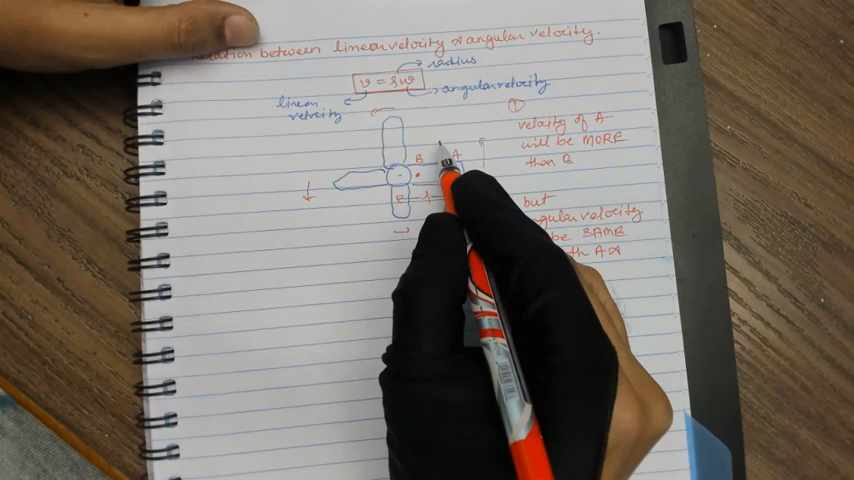 Relation between linear velocity & angular velocity.
v = rω
radius
angular velocity
linear
velocity
①
velocity of A
will be MORE
than B
B
A
but
angular velocity
be SAME
A &